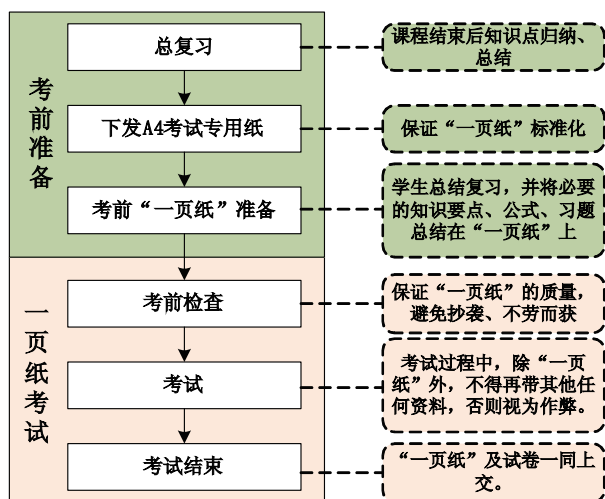 考前准备
总复习
课程结束后知识点归纳、
总结
下发A4考试专用纸
保证“一页纸”标准化
考前“一页纸”准备
学生总结复习，并将必要
的知识要点、公式、习题
总结在“一页纸”上
一页纸考试
考前检查
保证“一页纸”的质量，
避免抄袭、不劳而获
考试
考试过程中，除“一页
纸”外，不得再带其他任
何资料，否则视为作弊。
考试结束
“一页纸”及试卷一同上
交。